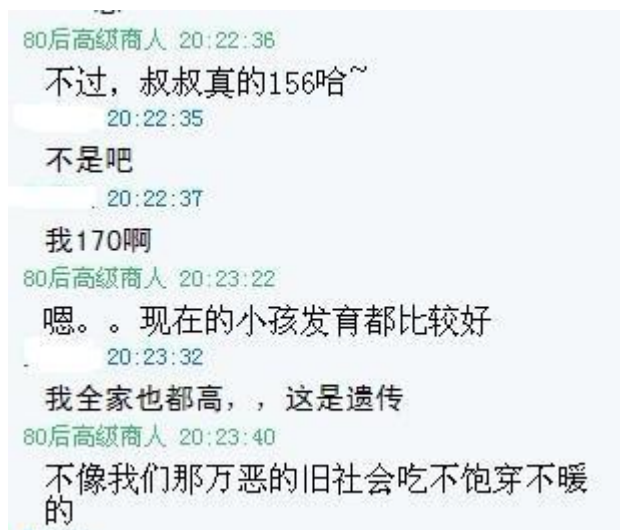 80后高级商人 20:22:36
不过，叔叔真的156哈~
20:22:35
不是吧
20:22:37
我170啊
80后高级商人 20:23:22
嗯。。现在的小孩发育都比较好
20:23:32
我全家也都高，，这是遗传
80后高级商人 20:23:40
不像我们那万恶的旧社会吃不饱穿不暖
的